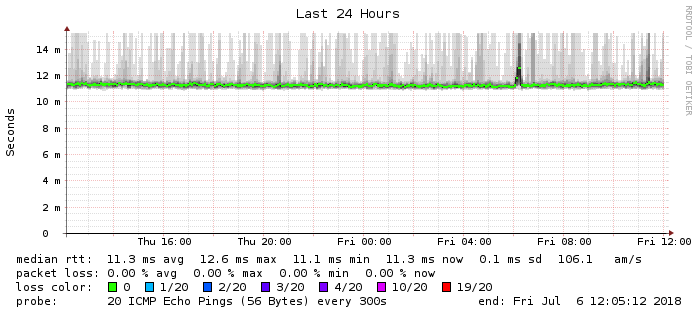 Last 24 Hours
RRDTOOL / TOBI OETIKER
Seconds
14 m
12 m
10 m
8 m
6 m
4 m
2 m
0
Thu 16:00 Thu 20:00 Fri 00:00 Fri 04:00 Fri 08:00 Fri 12:00
median rtt: 11.3 ms avg 12.6 ms max 11.1 ms min 11.3 ms now 0.1 ms sd 106.1 am/s
packet loss: 0.00 % avg 0.00 % max 0.00 % min 0.00 % now
loss color: 0 1/20 2/20 3/20 4/20 10/20 19/20
probe: 20 ICMP Echo Pings (56 Bytes) every 300s end: Fri Jul 6 12:05:12 2018